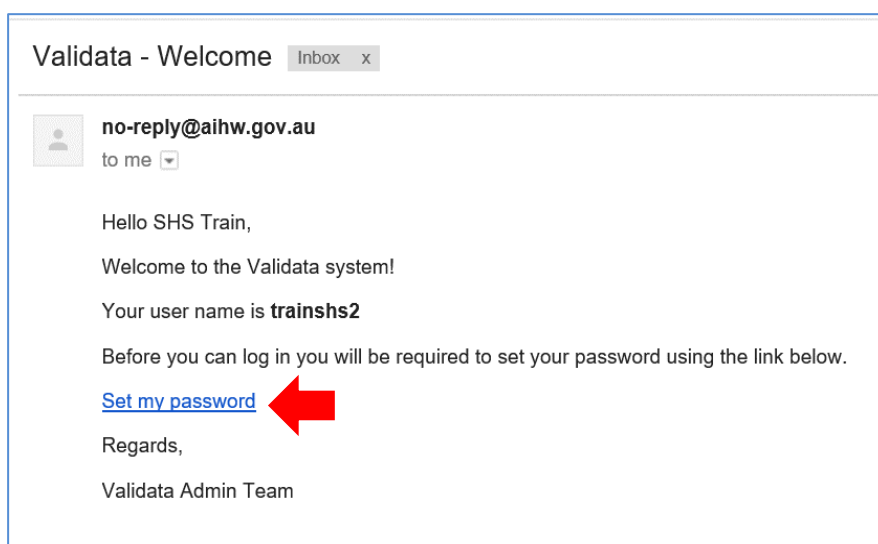 Validata - Welcome Inbox x
no-reply@aihw.gov.au
to me
Hello SHS Train,
Welcome to the Validata system!
Your user name is trainshs2
Before you can log in you will be required to set your password using the link below.
Set my password
Regards,
Validata Admin Team